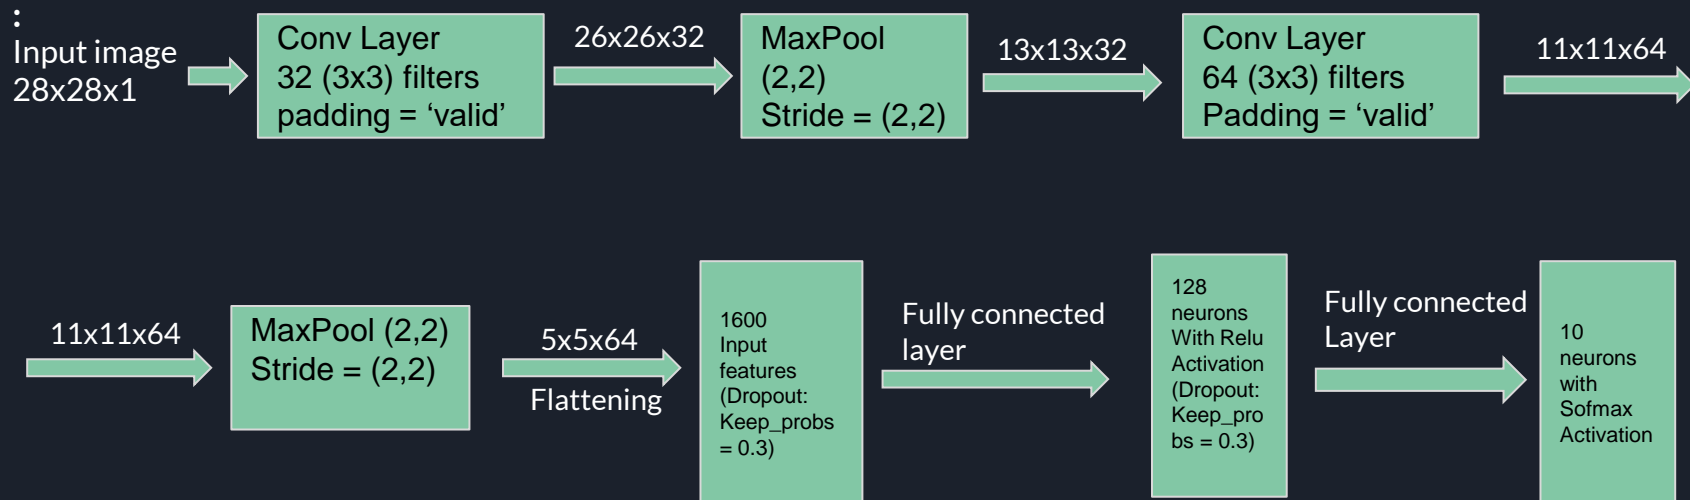 :
Input image
28x28x1
Conv Layer
32 (3x3) filters
padding = ‘valid’
26x26x32
MaxPool
(2,2)
Stride = (2,2)
13x13x32
Conv Layer
64 (3x3) filters
Padding = ‘valid’
11x11x64
11x11x64
MaxPool (2,2)
Stride = (2,2)
5x5x64
Flattening
1600
Input
features
(Dropout:
Keep_probs
= 0.3)
Fully connected
layer
128
neurons
With Relu
Activation
(Dropout:
Keep_pro
bs = 0.3)
Fully connected
Layer
10
neurons
with
Sofmax
Activation